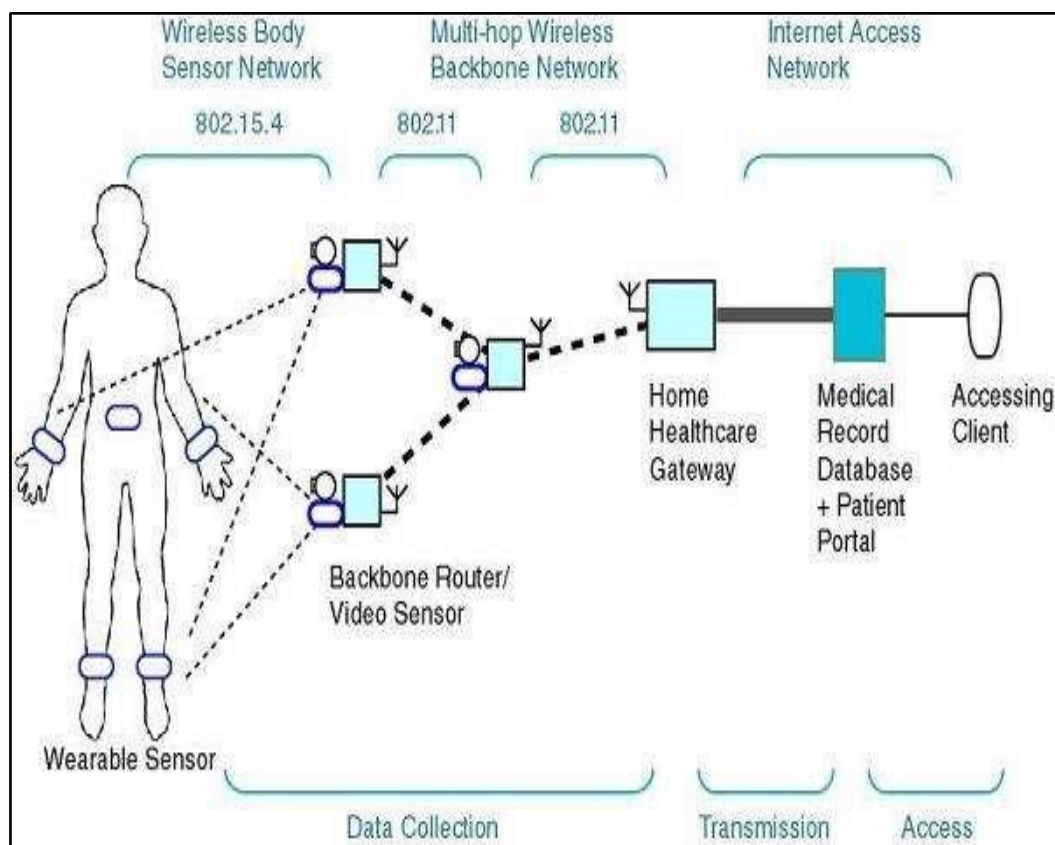 Wireless Body
Sensor Network
Multi-hop Wireless
Backbone Network
Internet Access
Network
802.15.4
802.11
802.11
Home
Healthcare
Gateway
Medical
Record
Database
+ Patient
Portal
Accessing
Client
Backbone Router/
Video Sensor
Wearable Sensor
Data Collection
Transmission
Access